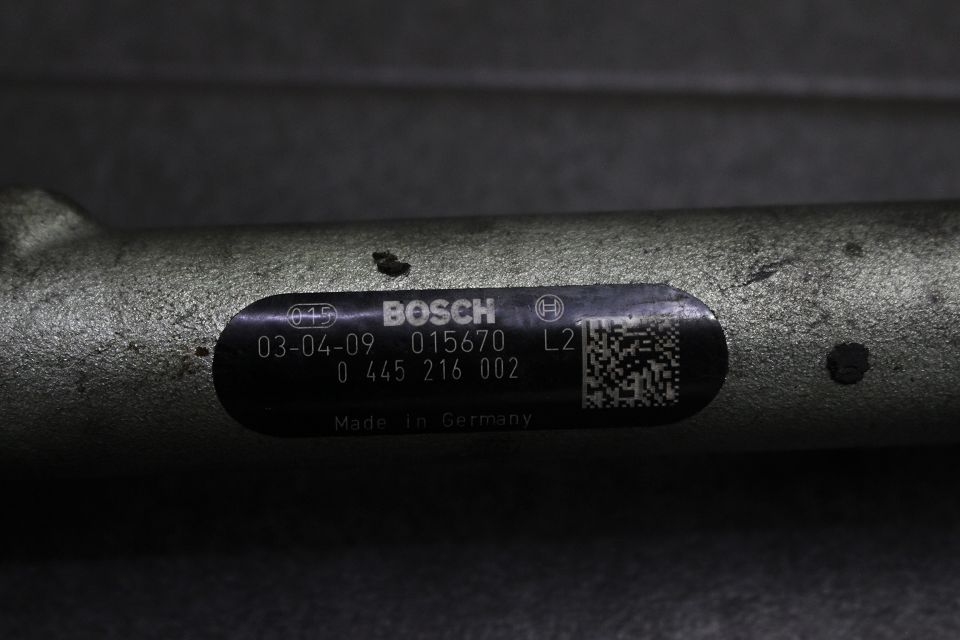 015 BOSCH
03-04-09 015670 L2
0 445 216 002
Made in Germany